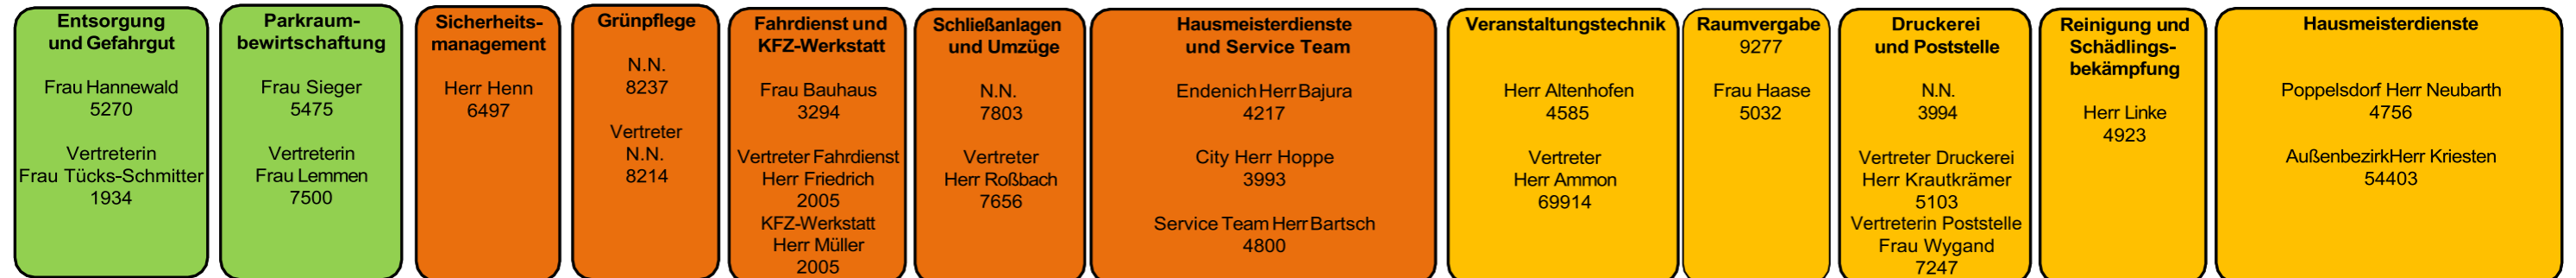 Entsorgung
und Gefahrgut
Frau Hannewald
5270
Vertreterin
Frau Tücks-Schmitter
1934
Parkraum-
bewirtschaftung
Frau Sieger
5475
Vertreterin
Frau Lemmen
7500
Sicherheits-
management
Herr Henn
6497
Grünpflege
N.N.
8237
Vertreter
N.N.
8214
Fahrdienst und
KFZ-Werkstatt
Frau Bauhaus
3294
Vertreter Fahrdienst
Herr Friedrich
2005
KFZ-Werkstatt
Herr Müller
2005
Schließanlagen
und Umzüge
N.N.
7803
Vertreter
Herr Roßbach
7656
Hausmeisterdienste
und Service Team
Endenich Herr Bajura
4217
City Herr Hoppe
3993
Service Team Herr Bartsch
4800
Veranstaltungstechnik
Herr Altenhofen
4585
Vertreter
Herr Ammon
69914
Raumvergabe
9277
Frau Haase
5032
Druckerei
und Poststelle
N.N.
3994
Vertreter Druckerei
Herr Krautkrämer
5103
Vertreterin Poststelle
Frau Wygand
7247
Reinigung und
Schädlings-
bekämpfung
Herr Linke
4923
Hausmeisterdienste
Poppelsdorf Herr Neubarth
4756
AußenbezirkHerr Kriesten
54403